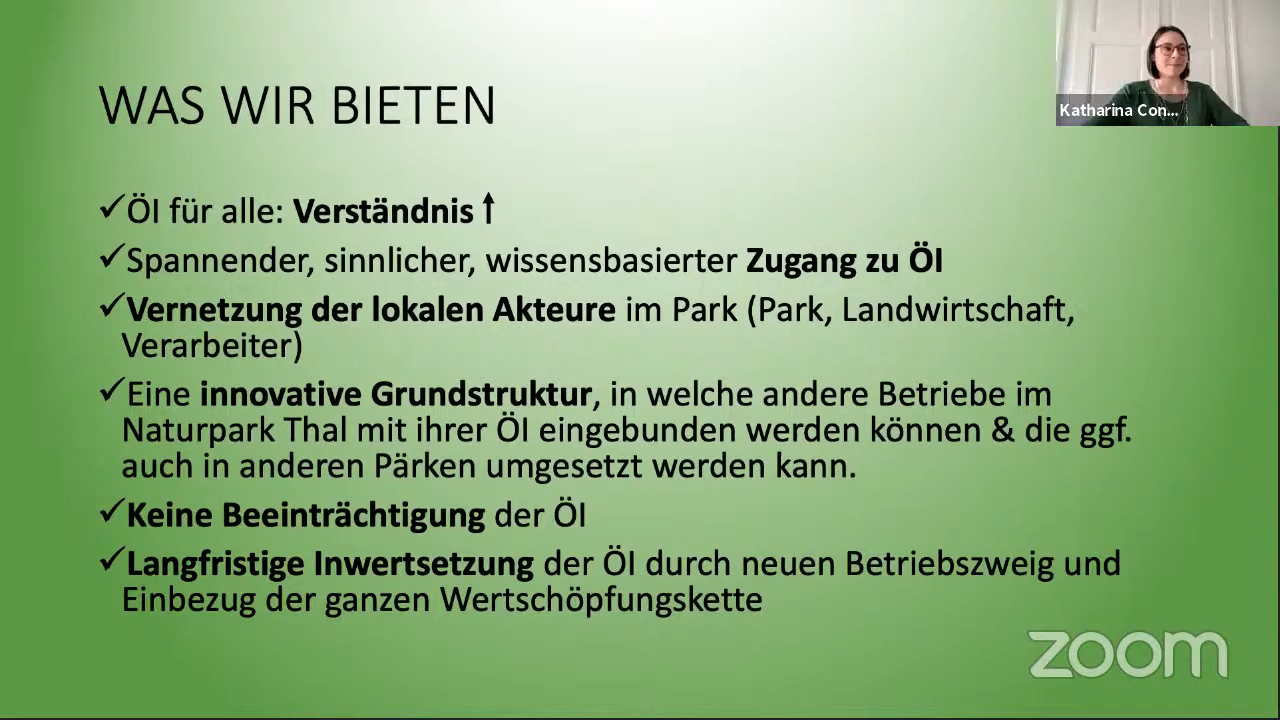 WAS WIR BIETEN
Katharina Con...
✓ÖI für alle: Verständnis ↑
✓Spannender, sinnlicher, wissensbasierter Zugang zu ÖI
✓Vernetzung der lokalen Akteure im Park (Park, Landwirtschaft,
Verarbeiter)
✓Eine innovative Grundstruktur, in welche andere Betriebe im
Naturpark Thal mit ihrer ÖI eingebunden werden können & die ggf.
auch in anderen Pärken umgesetzt werden kann.
✓Keine Beeinträchtigung der ÖI
✓Langfristige Inwertsetzung der ÖI durch neuen Betriebszweig und
Einbezug der ganzen Wertschöpfungskette
zoom